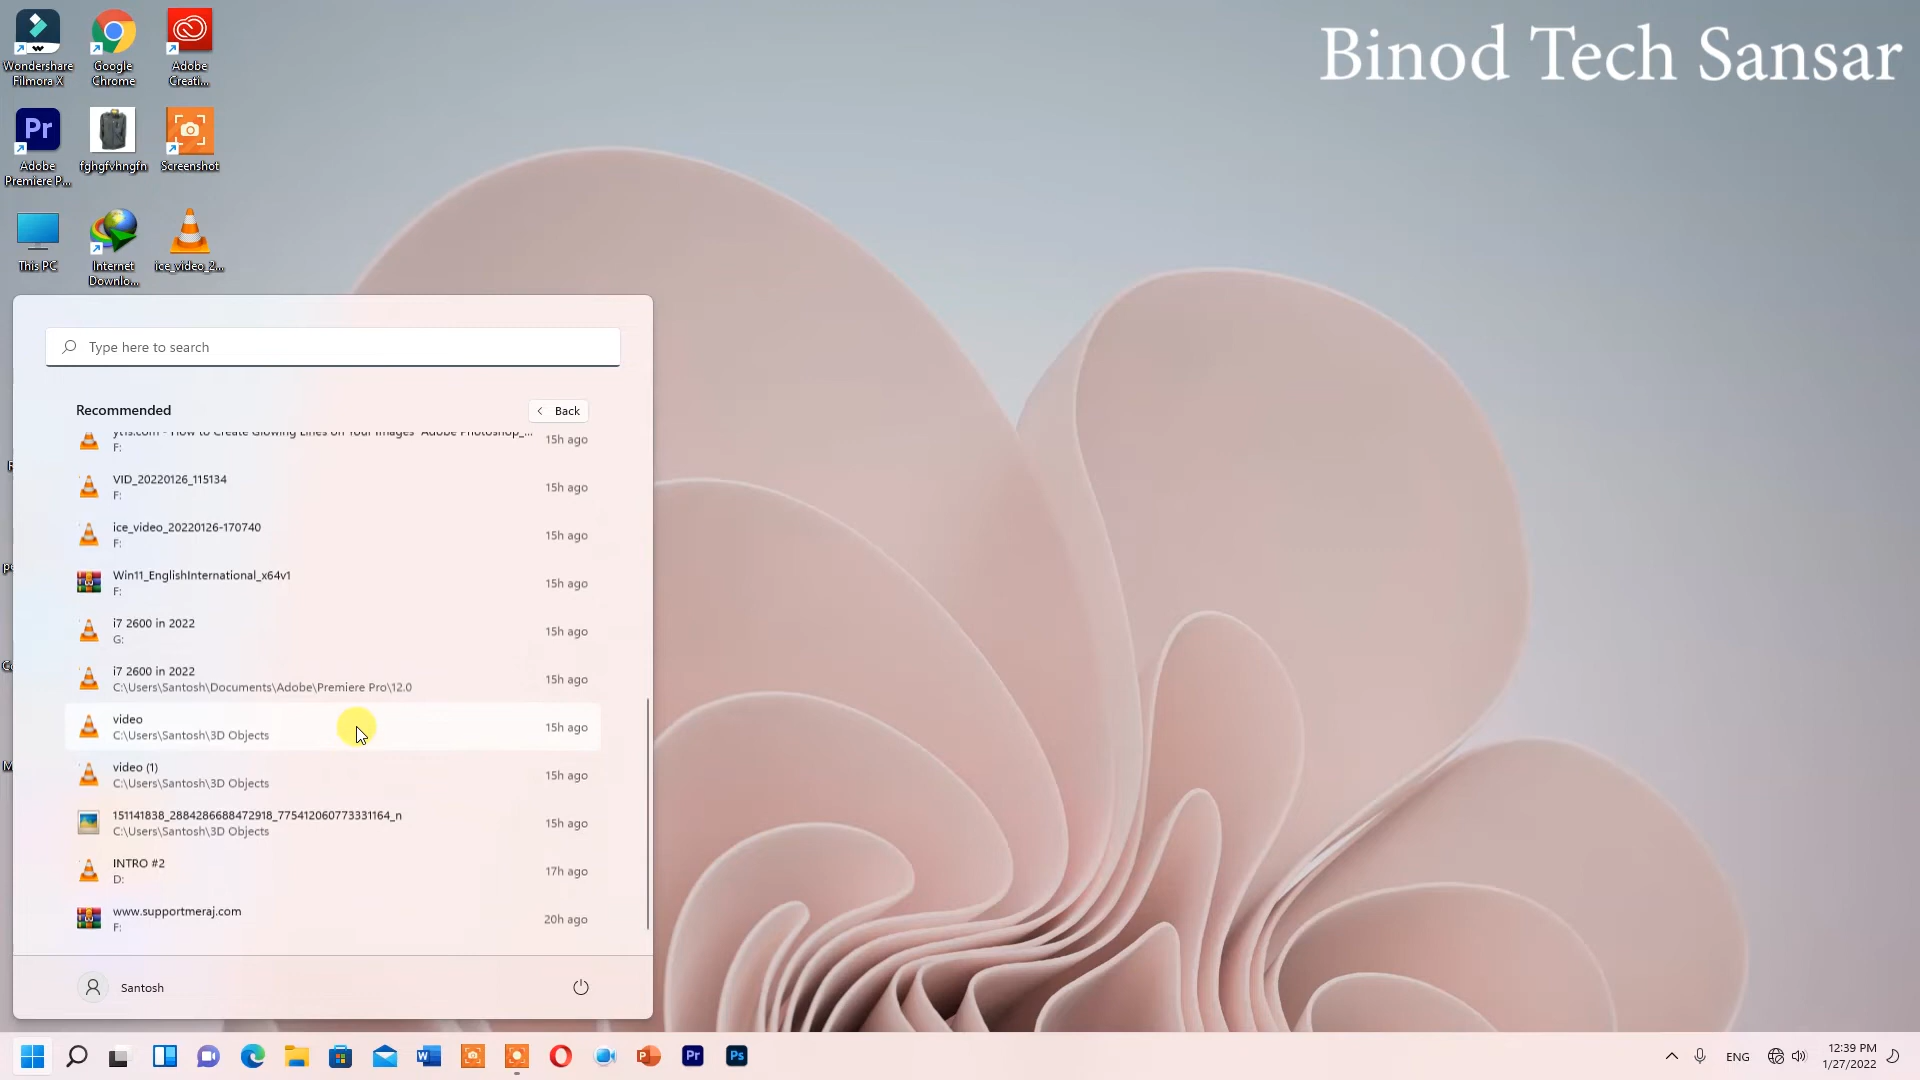 Binod Tech Sansar
Wondershare
Filmora X
Google
Chrome
Adobe
Creati...
Adobe
Premiere P...
fghgfvhngfn
Screenshot
This PC
Internet
Downlo...
ice_video_2...
Type here to search
Recommended
Back
yt1s.com - How to Create Glowing Lines on Your Images Adobe Photoshop_...
15h ago
F:
VID_20220126_115134
15h ago
F:
ice_video_20220126-170740
15h ago
F:
Win11_EnglishInternational_x64v1
15h ago
F:
i7 2600 in 2022
15h ago
G:
i7 2600 in 2022
15h ago
C:\Users\Santosh\Documents\Adobe\Premiere Pro\12.0
video
15h ago
C:\Users\Santosh\3D Objects
video (1)
15h ago
C:\Users\Santosh\3D Objects
151141838_2884286688472918_775412060773331164_n
15h ago
C:\Users\Santosh\3D Objects
INTRO #2
17h ago
D:
www.supportmeraj.com
20h ago
F:
Santosh
ENG
12:39 PM
1/27/2022